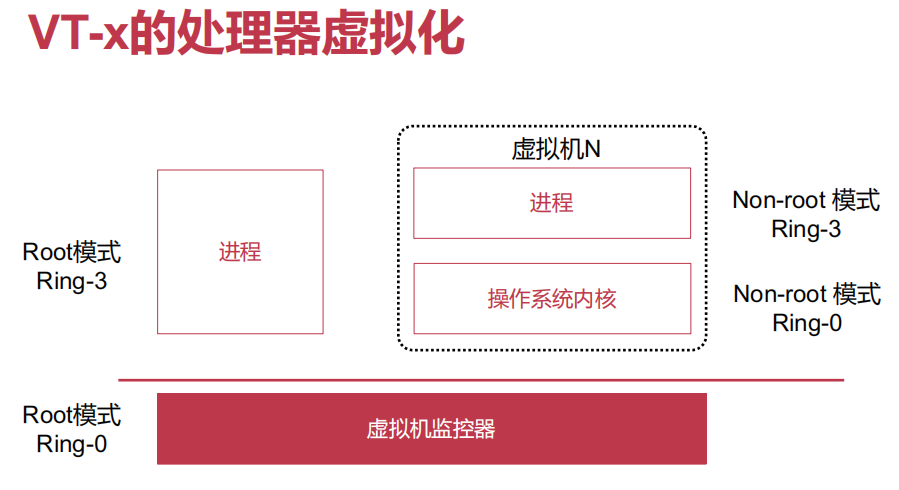 VT-x的处理器虚拟化
虚拟机N
进程
Non-root 模式
Ring-3
进程
Root模式
Ring-3
操作系统内核
Non-root 模式
Ring-0
Root模式
Ring-0
虚拟机监控器